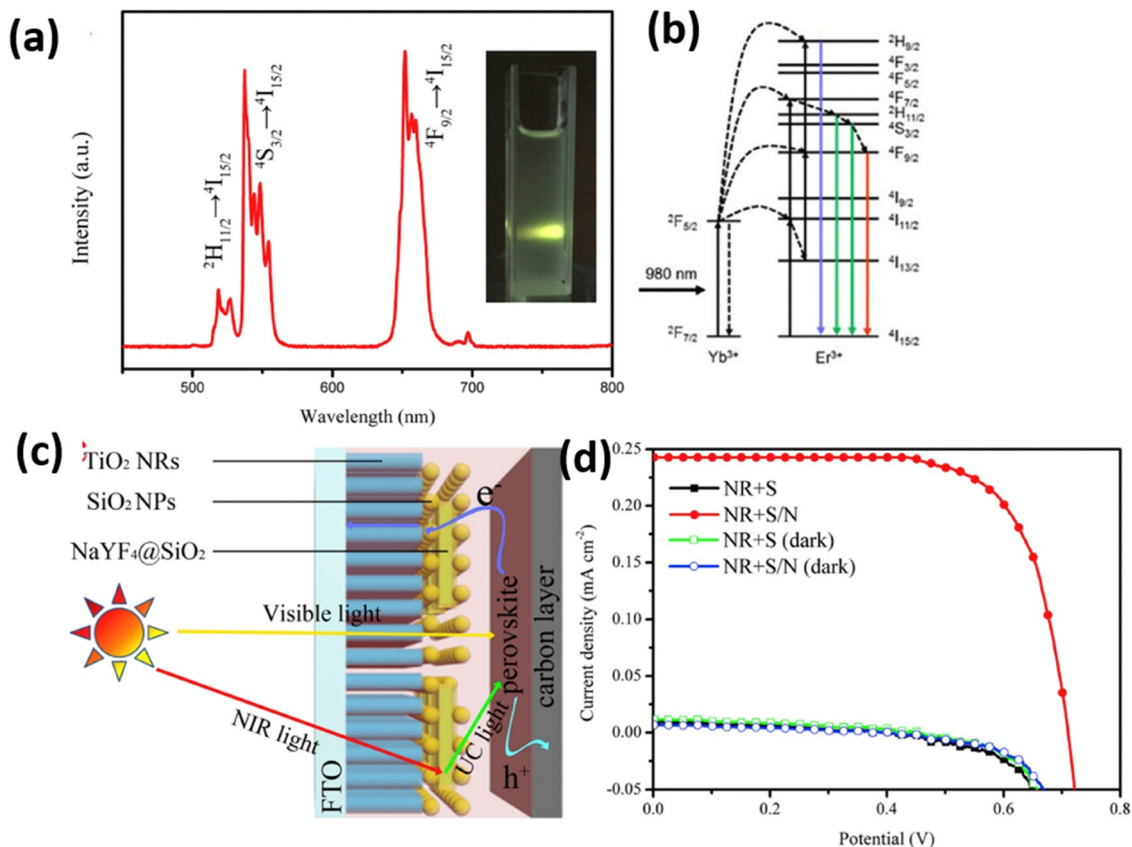 (a)
Intensity (a.u.)
²H₁₁/₂→⁴I₁₅/₂
⁴S₃/₂→⁴I₁₅/₂
⁴F₉/₂→⁴I₁₅/₂
500 600 700 800
Wavelength (nm)
(b)
²H₉/₂
⁴F₃/₂
⁴F₅/₂
⁴F₇/₂
²H₁₁/₂
⁴S₃/₂
⁴F₉/₂
⁴I₉/₂
²F₅/₂
⁴I₁₁/₂
⁴I₁₃/₂
980 nm
²F₇/₂
⁴I₁₅/₂
Yb³⁺
Er³⁺
(c)
TiO₂ NRs
SiO₂ NPs
NaYF₄@SiO₂
Visible light
NIR light
FTO
e⁻
UC light
h⁺
perovskite
carbon layer
(d)
Current density (mA cm⁻²)
0.25
0.20
0.15
0.10
0.05
0.00
-0.05
NR+S
NR+S/N
NR+S (dark)
NR+S/N (dark)
0.0 0.2 0.4 0.6 0.8
Potential (V)